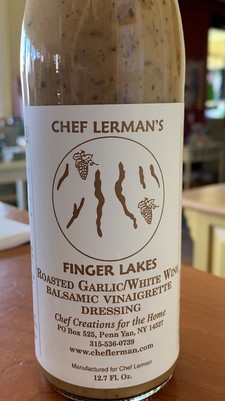 CHEF LERMAN'S
FINGER LAKES
ROASTED GARLIC/WHITE WINE
BALSAMIC VINAIGRETTE
DRESSING
Chef Creations for the Home
PO Box 525, Penn Yan, NY 14527
315-536-0739
www.cheflerman.com
Manufactured for Chef Lerman
12.7 Fl. Oz.